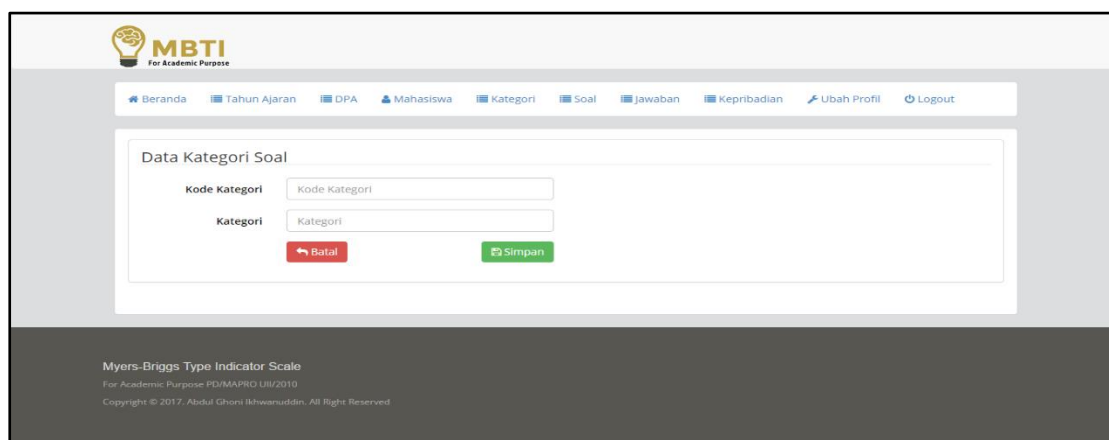 MBTI
For Academic Purpose
Beranda Tahun Ajaran DPA Mahasiswa Kategori Soal Jawaban Kepribadian Ubah Profil Logout
Data Kategori Soal
Kode Kategori Kode Kategori
Kategori Kategori
Batal Simpan
Myers-Briggs Type Indicator Scale
For Academic Purpose PD/MAPRO UII/2010
Copyright © 2017. Abdul Ghoni Ikhwanuddin. All Right Reserved